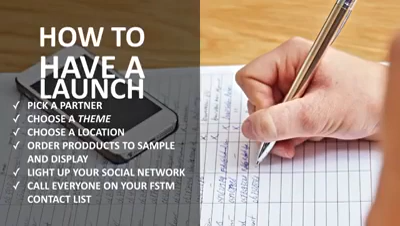 HOW TO
HAVE A
LAUNCH
✓ PICK A PARTNER
✓ CHOOSE A THEME
✓ CHOOSE A LOCATION
✓ ORDER PRODDUCTS TO SAMPLE
AND DISPLAY
✓ LIGHT UP YOUR SOCIAL NETWORK
✓ CALL EVERYONE ON YOUR FSTM
CONTACT LIST